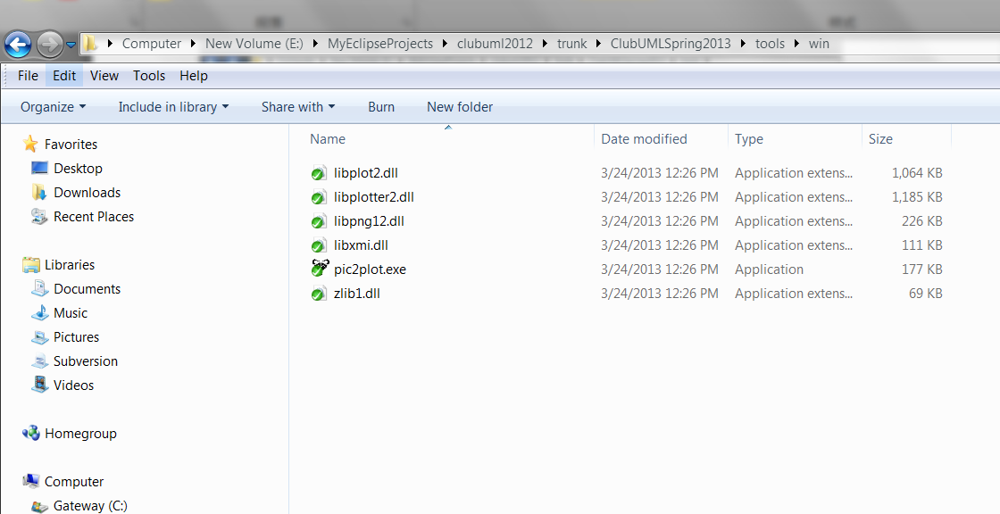 Computer New Volume (E:) MyEclipseProjects clubuml2012 trunk ClubUMLSpring2013 tools win
File Edit View Tools Help
Organize Include in library Share with Burn New folder
Favorites
Desktop
Downloads
Recent Places
Libraries
Documents
Music
Pictures
Subversion
Videos
Homegroup
Computer
Gateway (C:)
Name Date modified Type Size
libplot2.dll 3/24/2013 12:26 PM Application extens... 1,064 KB
libplotter2.dll 3/24/2013 12:26 PM Application extens... 1,185 KB
libpng12.dll 3/24/2013 12:26 PM Application extens... 226 KB
libxmi.dll 3/24/2013 12:26 PM Application extens... 111 KB
pic2plot.exe 3/24/2013 12:26 PM Application 177 KB
zlib1.dll 3/24/2013 12:26 PM Application extens... 69 KB